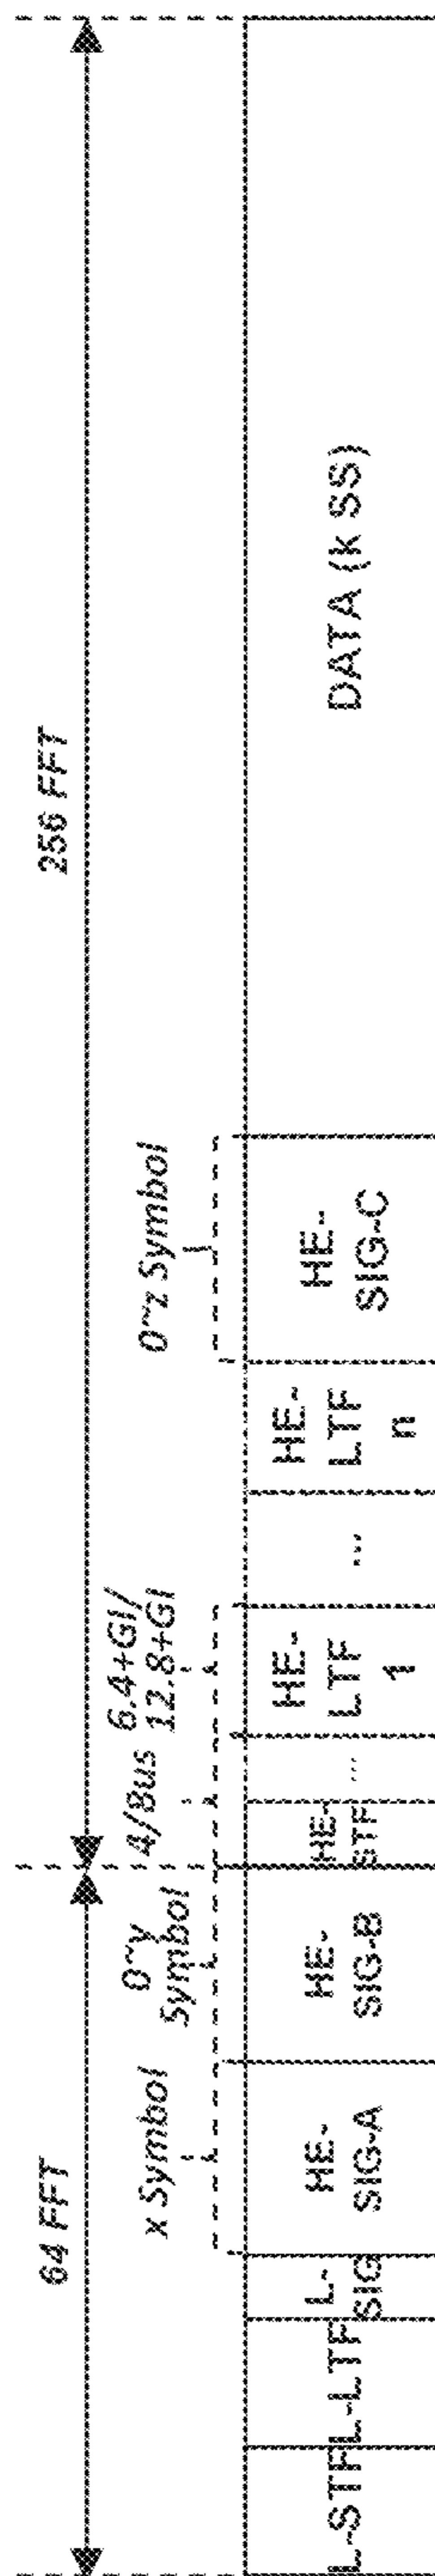 64 FFT
256 FFT
x Symbol
0~y
Symbol
4/8us
6.4+GI/
12.8+GI
0~z Symbol
L-STF
L-LTF
L-
SIG
HE-
SIG-A
HE-
SIG-B
HE-
STF
...
HE-
LTF
1
...
HE-
LTF
n
HE-
SIG-C
DATA (k SS)